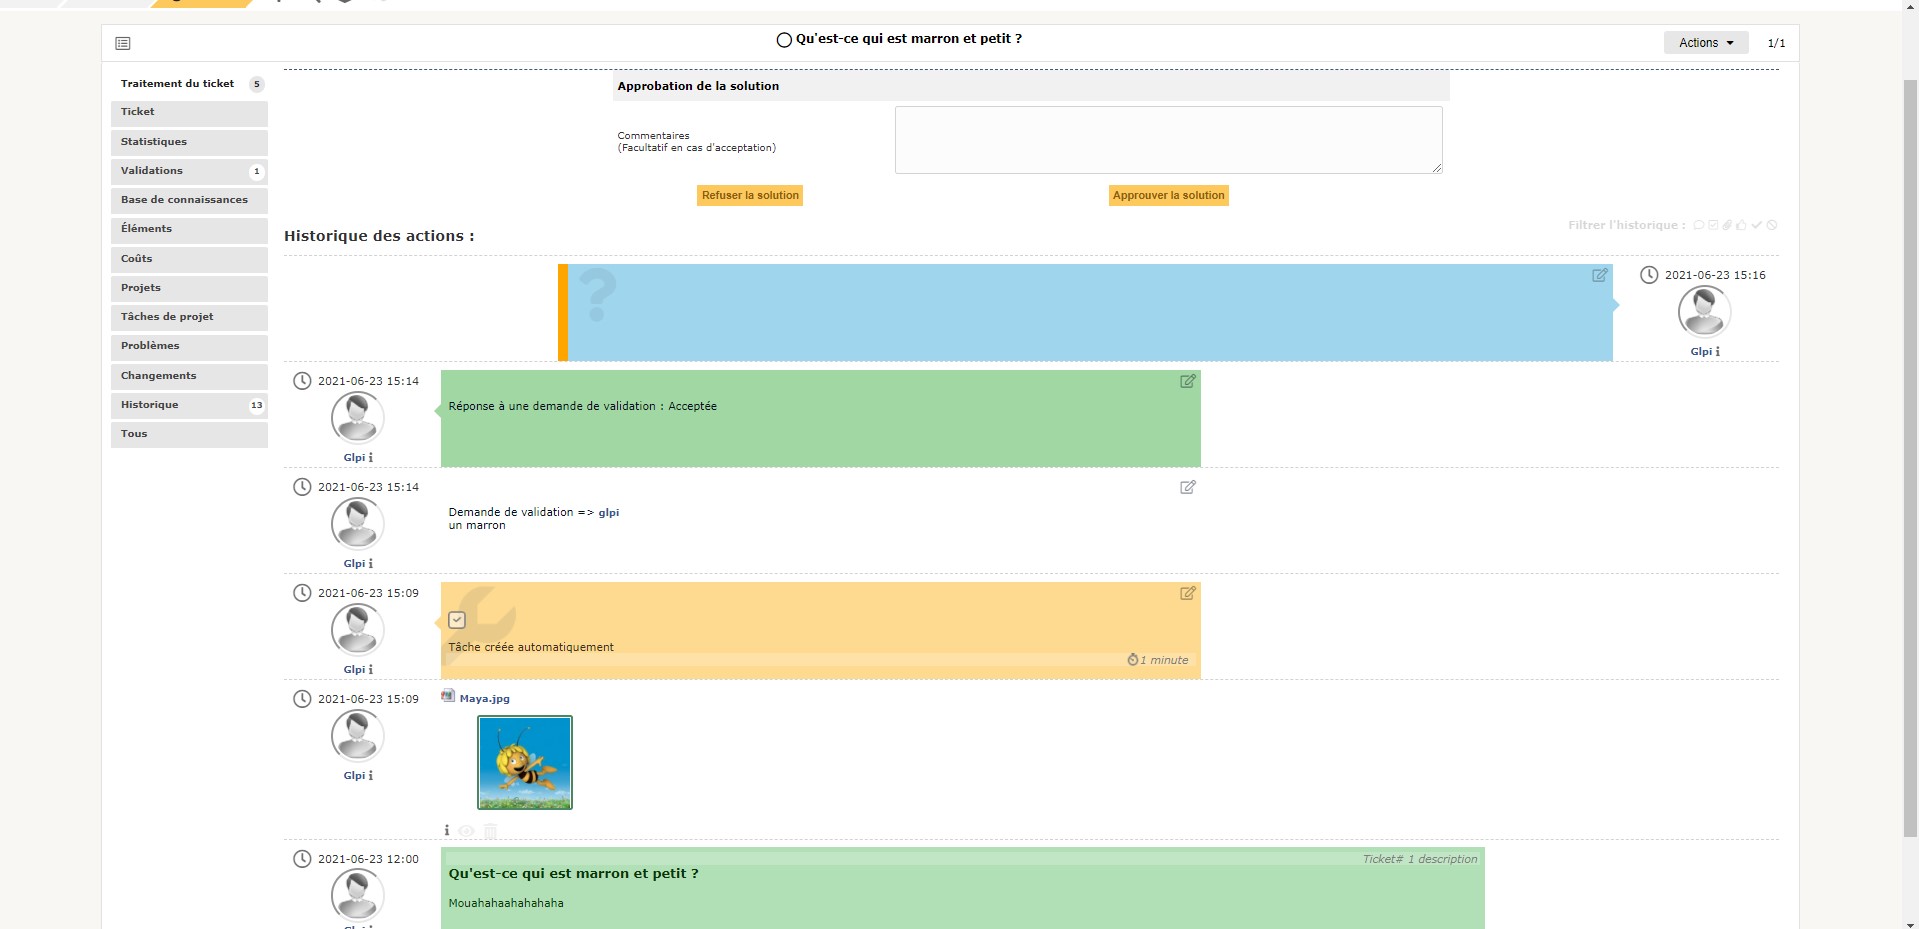 Qu'est-ce qui est marron et petit ?
Actions
1/1
Traitement du ticket 5
Ticket
Statistiques
Validations 1
Base de connaissances
Éléments
Coûts
Projets
Tâches de projet
Problèmes
Changements
Historique 13
Tous
Approbation de la solution
Commentaires
(Facultatif en cas d'acceptation)
Refuser la solution
Approuver la solution
Filtrer l'historique :
Historique des actions :
2021-06-23 15:16
Glpi
2021-06-23 15:14
Glpi
Réponse à une demande de validation : Acceptée
2021-06-23 15:14
Glpi
Demande de validation => glpi
un marron
2021-06-23 15:09
Glpi
Tâche créée automatiquement
1 minute
2021-06-23 15:09
Glpi
Maya.jpg
2021-06-23 12:00
Ticket# 1 description
Qu'est-ce qui est marron et petit ?
Mouahahaahahahaha